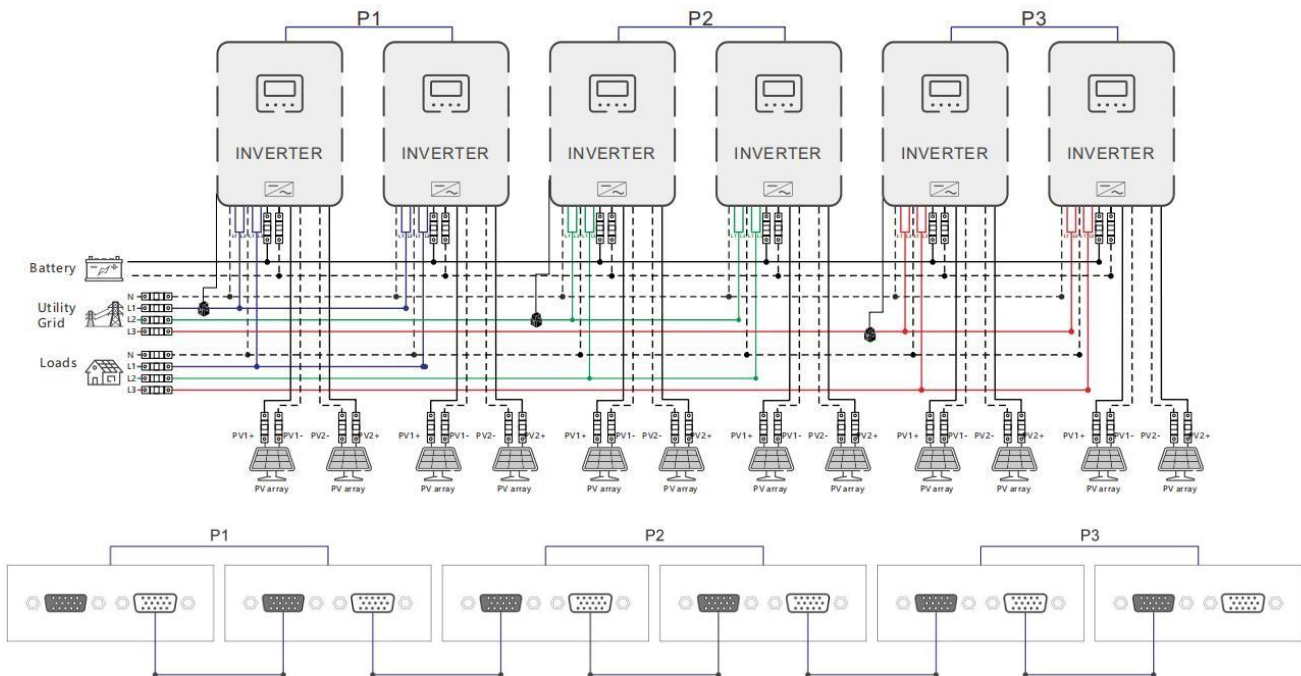 P1 P2 P3
INVERTER INVERTER INVERTER INVERTER INVERTER INVERTER
Battery
Utility
Grid
N
L1
L2
L3
Loads
N
L1
L2
L3
PV1+ PV1- PV2- PV2+ PV1+ PV1- PV2- PV2+ PV1+ PV1- PV2- PV2+ PV1+ PV1- PV2- PV2+ PV1+ PV1- PV2- PV2+ PV1+ PV1- PV2- PV2+
PV array PV array PV array PV array PV array PV array PV array PV array PV array PV array PV array PV array
P1 P2 P3